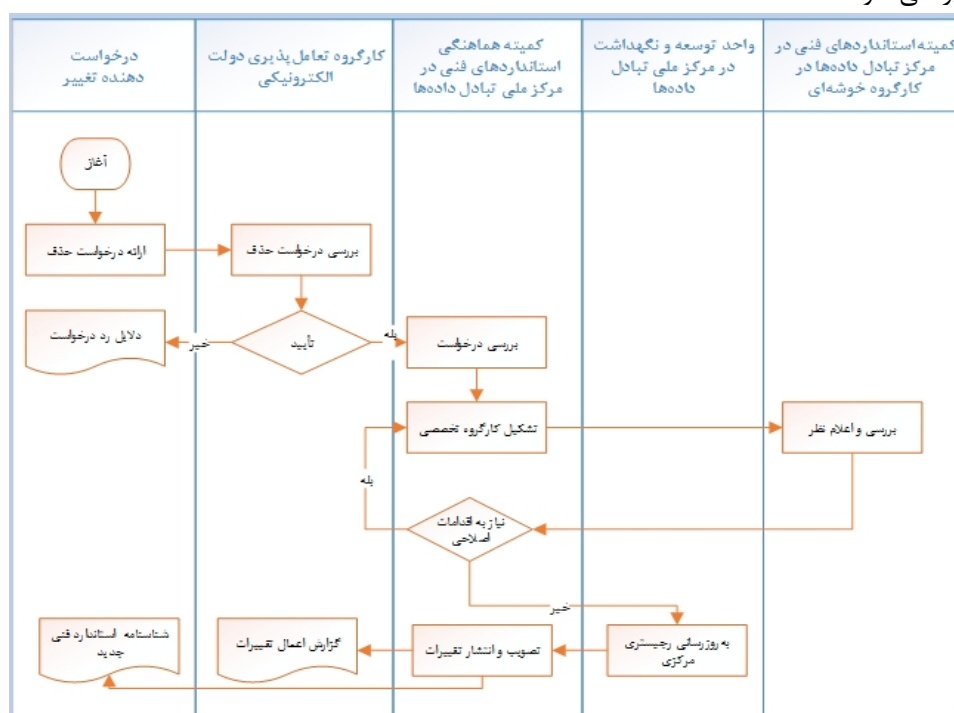 درخواست
دهنده تغییر
کارگروه تعامل‌پذیری دولت
الکترونیکی
کمیته هماهنگی
استانداردهای فنی در
مرکز ملی تبادل داده‌ها
واحد توسعه و نگهداشت
در مرکز ملی تبادل
داده‌ها
کمیته استانداردهای فنی در
مرکز تبادل داده‌ها در
کارگروه خوشه‌ای
آغاز
ارائه درخواست حذف
بررسی درخواست حذف
دلایل رد درخواست
خیر
تأیید
بله
بررسی درخواست
تشکیل کارگروه تخصصی
بررسی و اعلام نظر
بله
نیاز به اقدامات
اصلاحی
خیر
شناسنامه استاندارد فنی
جدید
گزارش اعمال تغییرات
تصویب و انتشار تغییرات
به روزرسانی رجیستری
مرکزی